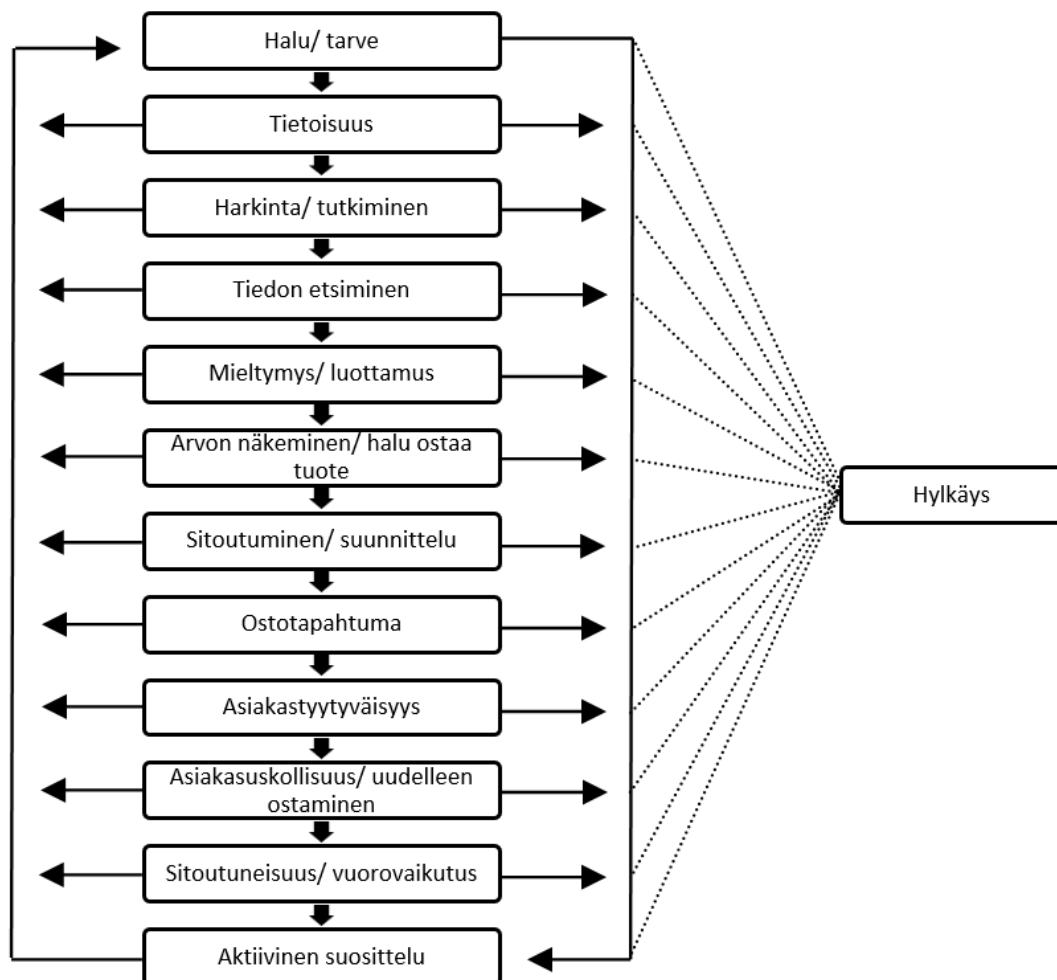 Halu/ tarve
Tietoisuus
Harkinta/ tutkiminen
Tiedon etsiminen
Mieltymys/ luottamus
Arvon näkeminen/ halu ostaa
tuote
Hylkäys
Sitoutuminen/ suunnittelu
Ostotapahtuma
Asiakastyytyväisyys
Asiakasuskollisuus/ uudelleen
ostaminen
Sitoutuneisuus/ vuorovaikutus
Aktiivinen suosittelu